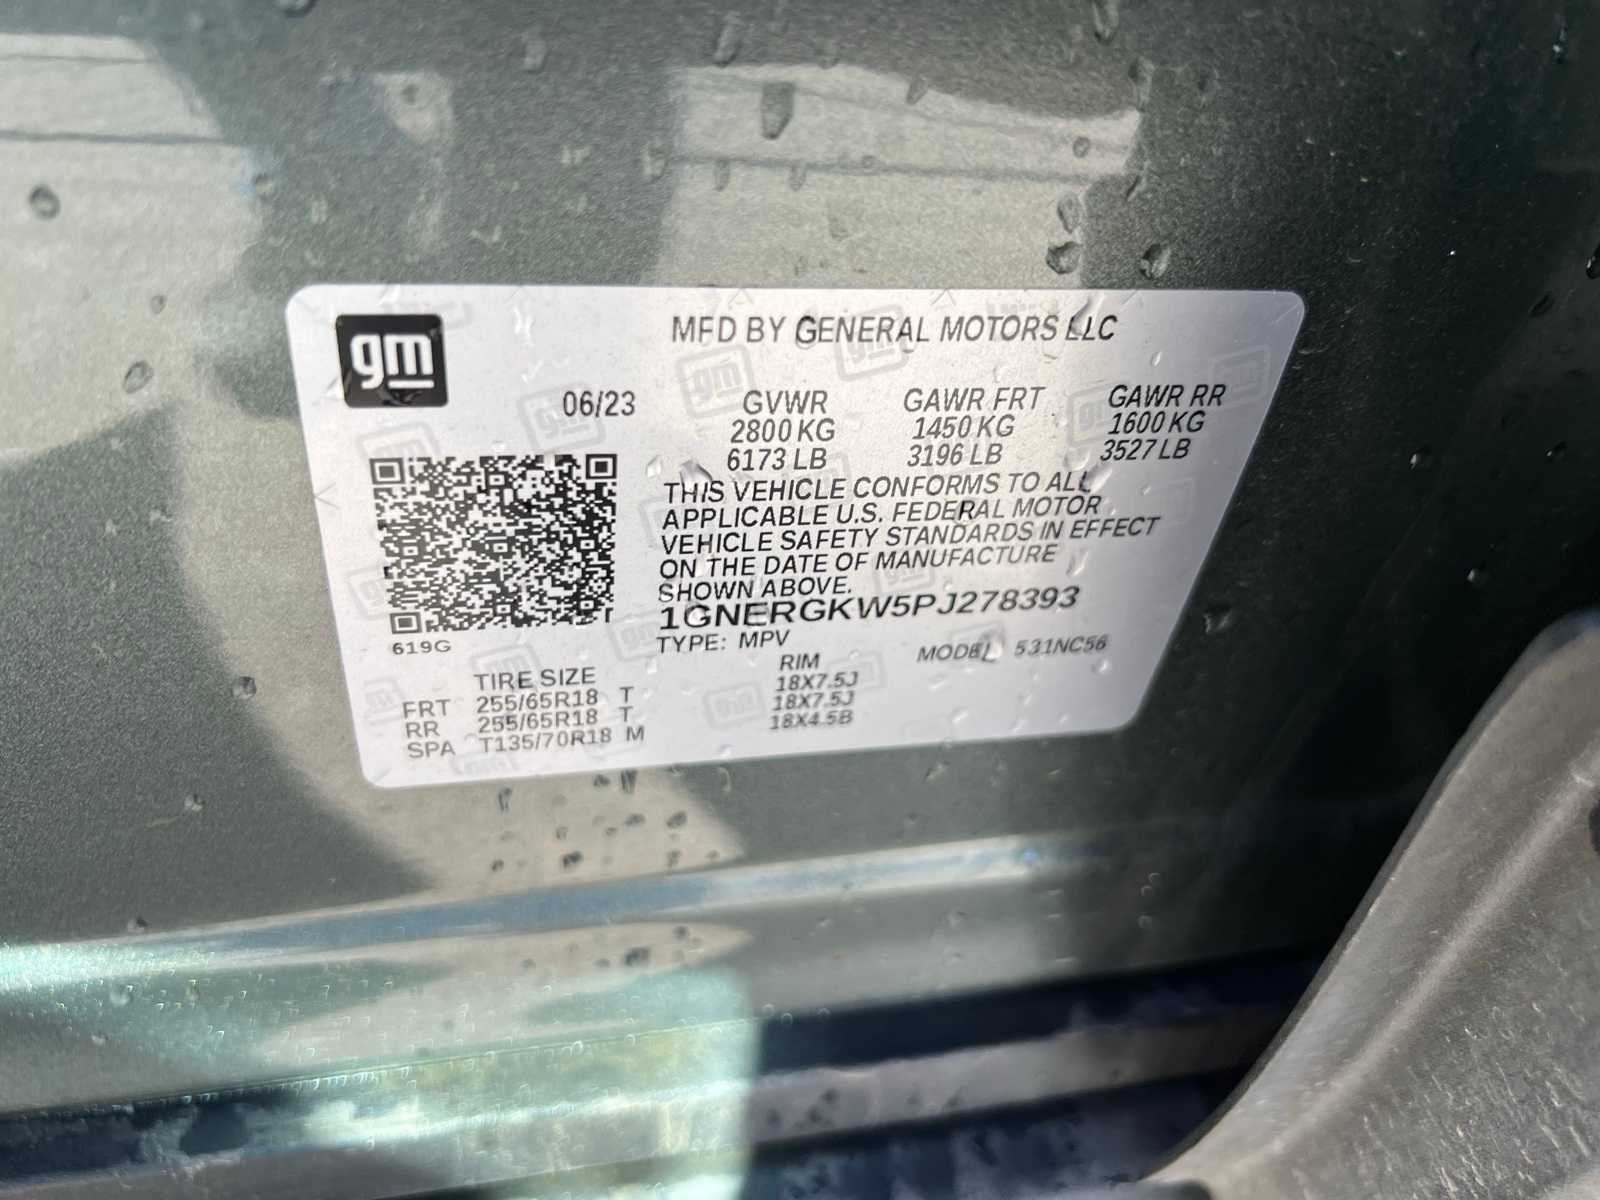 gm
MFD BY GENERAL MOTORS LLC
06/23
GVWR GAWR FRT GAWR RR
2800 KG 1450 KG 1600 KG
6173 LB 3196 LB 3527 LB
THIS VEHICLE CONFORMS TO ALL
APPLICABLE U.S. FEDERAL MOTOR
VEHICLE SAFETY STANDARDS IN EFFECT
ON THE DATE OF MANUFACTURE
SHOWN ABOVE.
1GNERGKW5PJ278393
619G
TYPE: MPV MODEL 531NC56
TIRE SIZE RIM
FRT 255/65R18 T 18X7.5J
RR 255/65R18 T 18X7.5J
SPA T135/70R18 M 18X4.5B